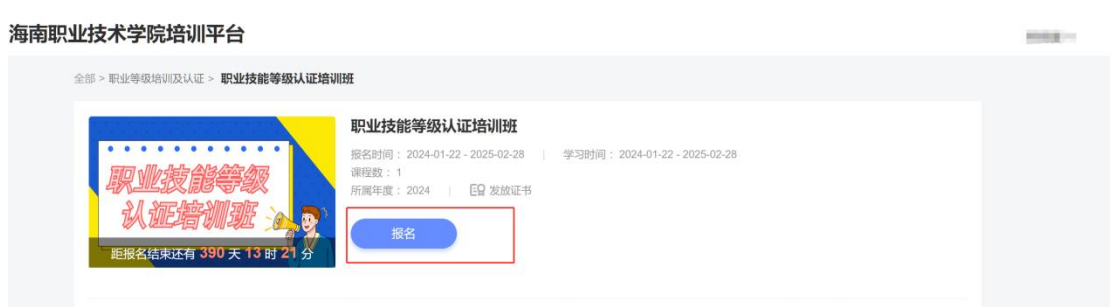 海南职业技术学院培训平台
全部 > 职业等级培训及认证 > 职业技能等级认证培训班
职业技能等级认证培训班
报名时间： 2024-01-22 - 2025-02-28 | 学习时间： 2024-01-22 - 2025-02-28
课程数： 1
所属年度： 2024 | 发放证书
报名
职业技能等级
认证培训班
距报名结束还有 390 天 13 时 21 分